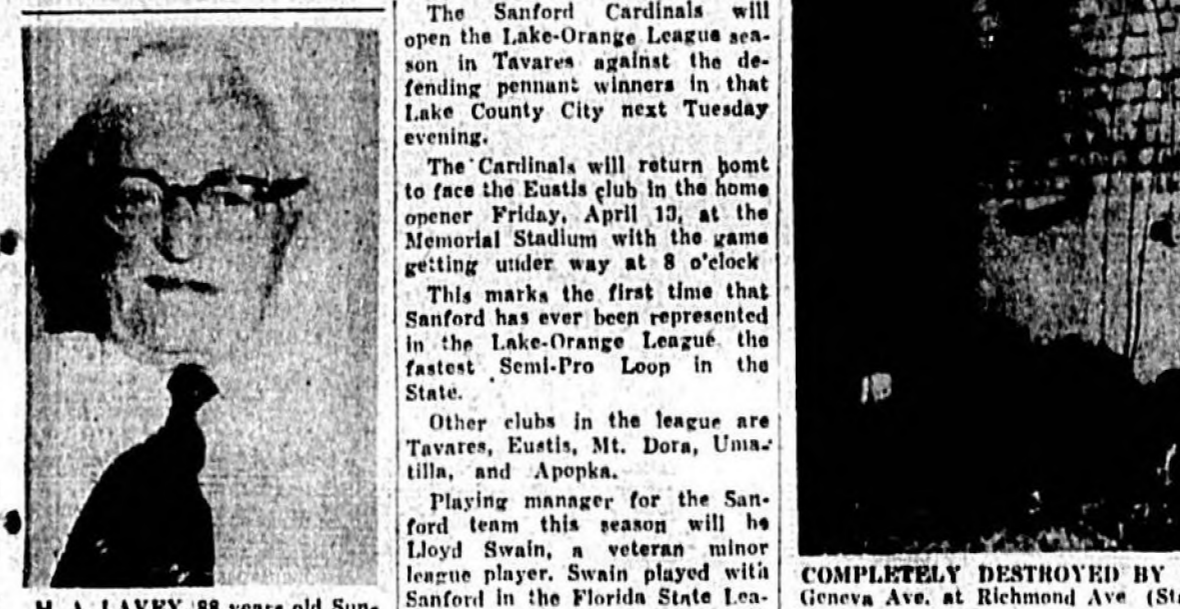 The Sanford Cardinals will
open the Lake-Orange League sea-
son in Tavares against the de-
fending pennant winners in that
Lake County City next Tuesday
evening.
The Cardinals will return homt
to face the Eustis club in the home
opener Friday, April 13, at the
Memorial Stadium with the game
getting under way at 8 o'clock
This marks the first time that
Sanford has ever been represented
in the Lake-Orange League the
fastest Semi-Pro Loop in the
State.
Other clubs in the league are
Tavares, Eustis, Mt. Dora, Uma-
tilla, and Apopka.
Playing manager for the San-
ford team this season will be
Lloyd Swain, a veteran minor
league player. Swain played with
Sanford in the Florida State Lea-
88 years old Sun-
COMPLETELY DESTROYED BY
Geneva Ave. at Richmond Ave